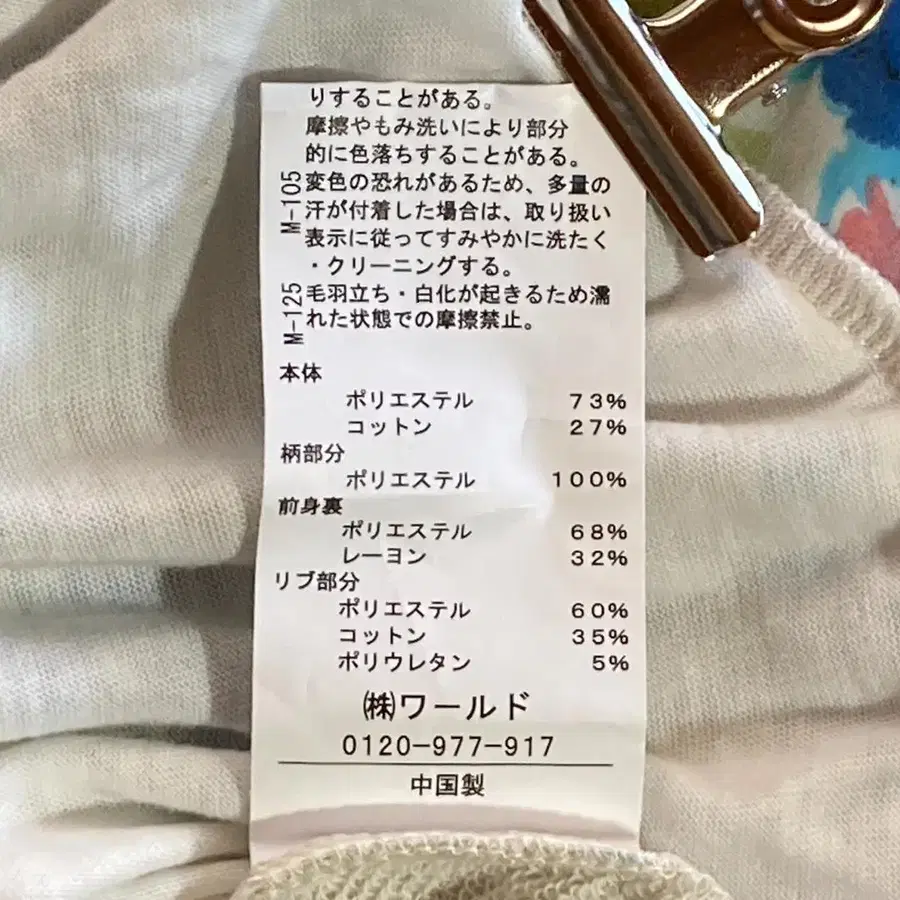 りすることがある。
摩擦やもみ洗いにより部分
的に色落ちすることがある。
M-105
変色の恐れがあるため、多量の
汗が付着した場合は、取り扱い
表示に従ってすみやかに洗たく
・クリーニングする。
M-125
毛羽立ち・白化が起きるため濡
れた状態での摩擦禁止。
本体
ポリエステル 73%
コットン 27%
柄部分
ポリエステル 100%
前身裏
ポリエステル 68%
レーヨン 32%
リブ部分
ポリエステル 60%
コットン 35%
ポリウレタン 5%
㈱ワールド
0120-977-917
中国製